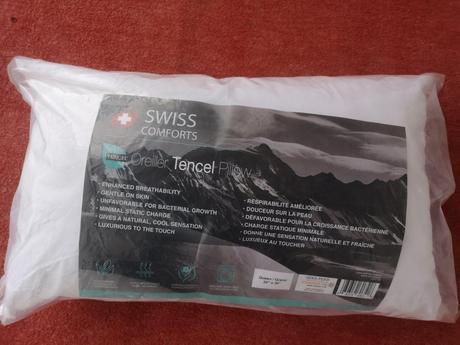 SWISS
COMFORTS
TENCEL
Oreiller Tencel Pillow
- ENHANCED BREATHABILITY
- GENTLE ON SKIN
- UNFAVORABLE FOR BACTERIAL GROWTH
- MINIMAL STATIC CHARGE
- GIVES A NATURAL, COOL SENSATION
- LUXURIOUS TO THE TOUCH
- RESPIRABILITÉ AMÉLIORÉE
- DOUCEUR SUR LA PEAU
- DÉFAVORABLE POUR LA CROISSANCE BACTÉRIENNE
- CHARGE STATIQUE MINIMALE
- DONNE UNE SENSATION NATURELLE ET FRAÎCHE
- LUXUEUX AU TOUCHER